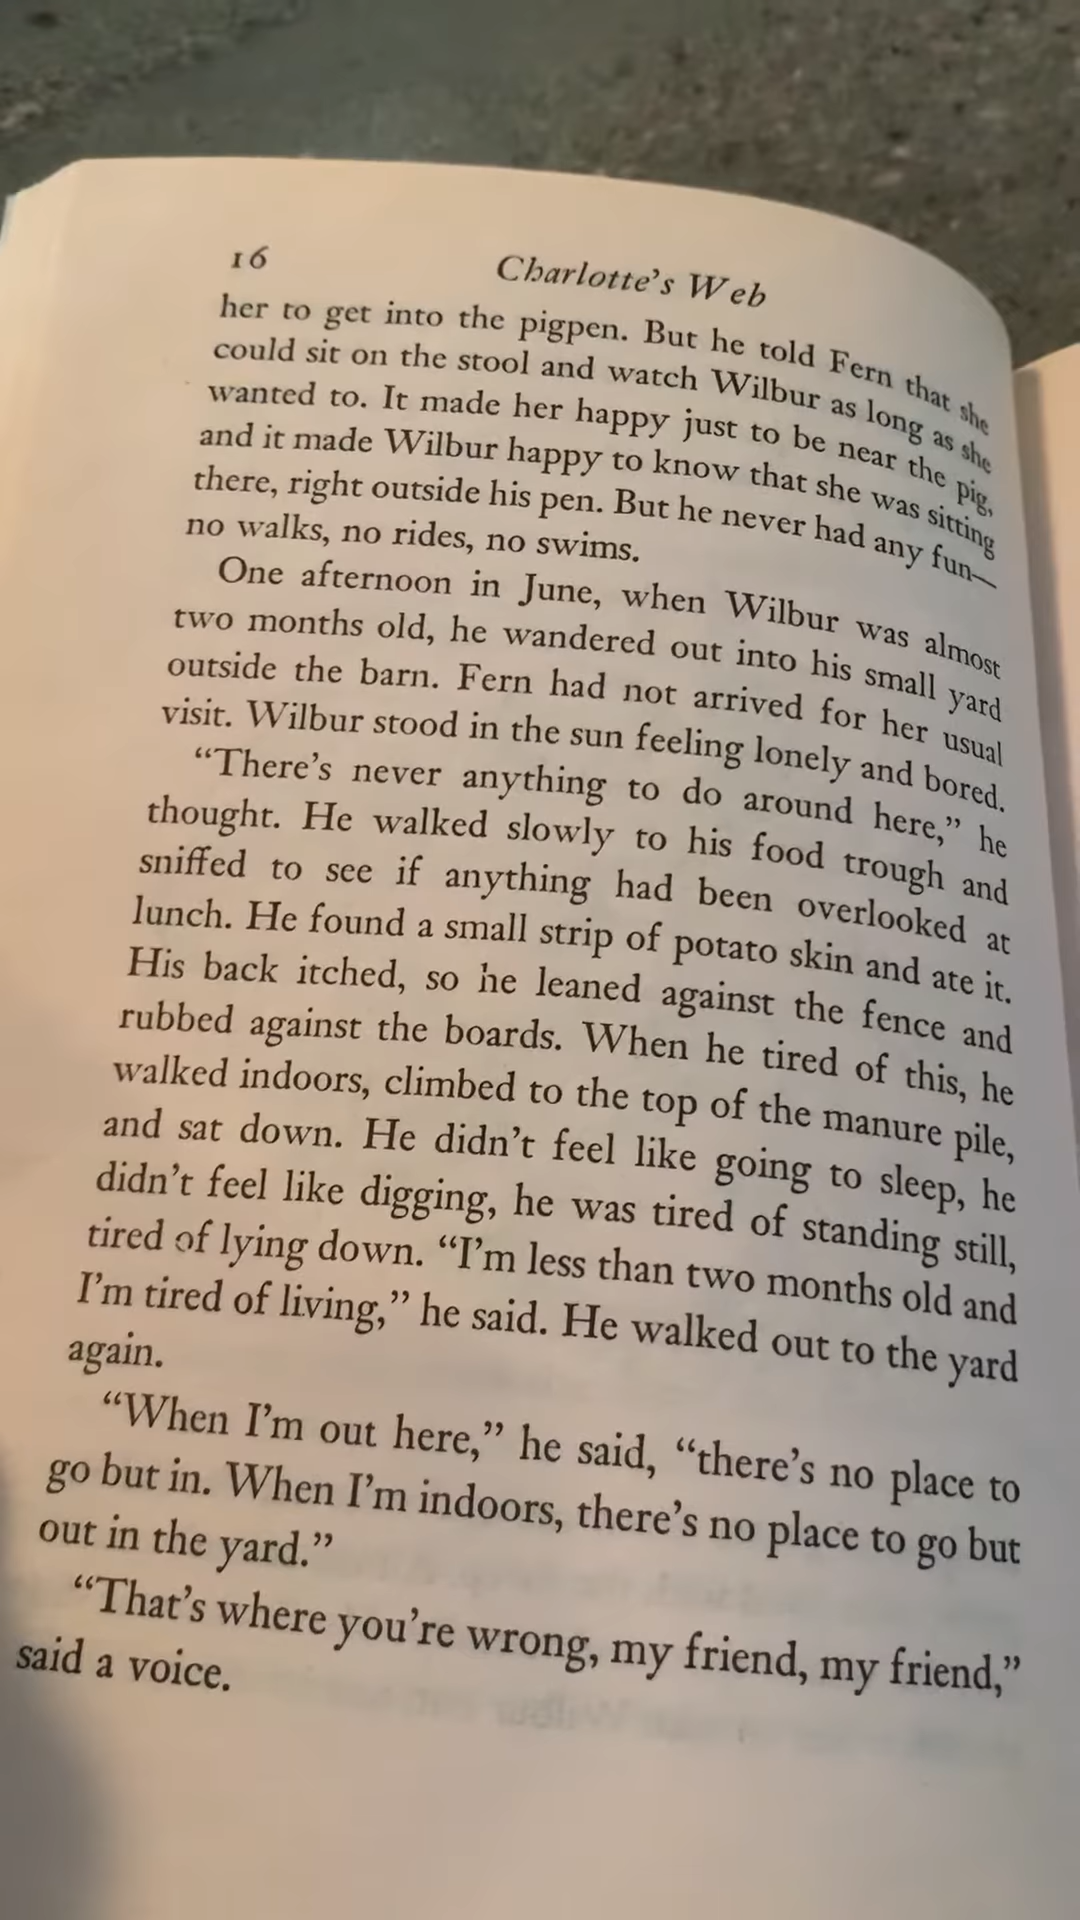 16 Charlotte's Web
her to get into the pigpen. But he told Fern that she
could sit on the stool and watch Wilbur as long as she
wanted to. It made her happy just to be near the pig,
and it made Wilbur happy to know that she was sitting
there, right outside his pen. But he never had any fun—
no walks, no rides, no swims.
One afternoon in June, when Wilbur was almost
two months old, he wandered out into his small yard
outside the barn. Fern had not arrived for her usual
visit. Wilbur stood in the sun feeling lonely and bored.
“There’s never anything to do around here,” he
thought. He walked slowly to his food trough and
sniffed to see if anything had been overlooked at
lunch. He found a small strip of potato skin and ate it.
His back itched, so he leaned against the fence and
rubbed against the boards. When he tired of this, he
walked indoors, climbed to the top of the manure pile,
and sat down. He didn’t feel like going to sleep, he
didn’t feel like digging, he was tired of standing still,
tired of lying down. “I’m less than two months old and
I’m tired of living,” he said. He walked out to the yard
again.
“When I’m out here,” he said, “there’s no place to
go but in. When I’m indoors, there’s no place to go but
out in the yard.”
“That’s where you’re wrong, my friend, my friend,”
said a voice.